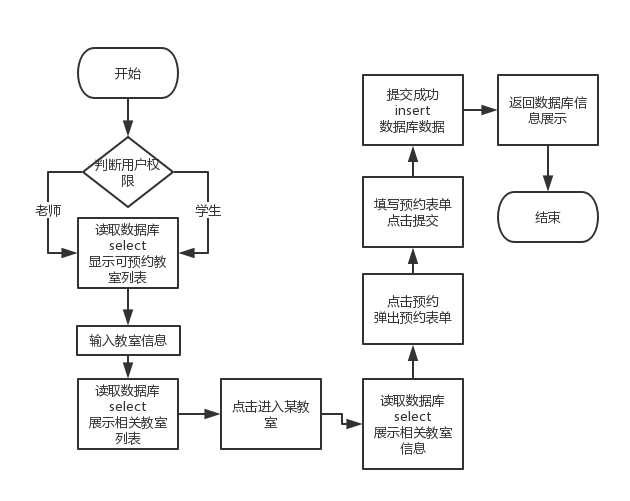 开始
判断用户权
限
老师
学生
读取数据库
select
显示可预约教
室列表
输入教室信息
读取数据库
select
展示相关教室
列表
点击进入某教
室
读取数据库
select
展示相关教室
信息
点击预约
弹出预约表单
填写预约表单
点击提交
提交成功
insert
数据库数据
返回数据库信
息展示
结束